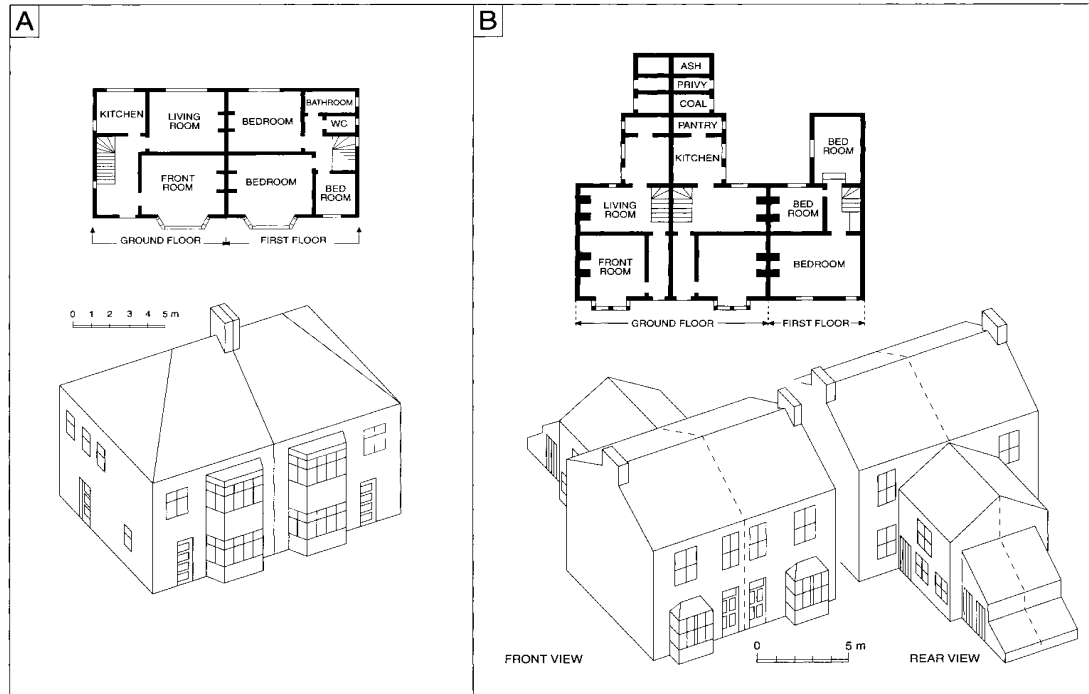 A
KITCHEN
LIVING
ROOM
BEDROOM
BATHROOM
WC
FRONT
ROOM
BEDROOM
BED
ROOM
GROUND FLOOR
FIRST FLOOR
0 1 2 3 4 5 m
B
ASH
PRIVY
COAL
PANTRY
KITCHEN
BED
ROOM
LIVING
ROOM
BED
ROOM
FRONT
ROOM
BEDROOM
GROUND FLOOR
FIRST FLOOR
FRONT VIEW
0 5 m
REAR VIEW